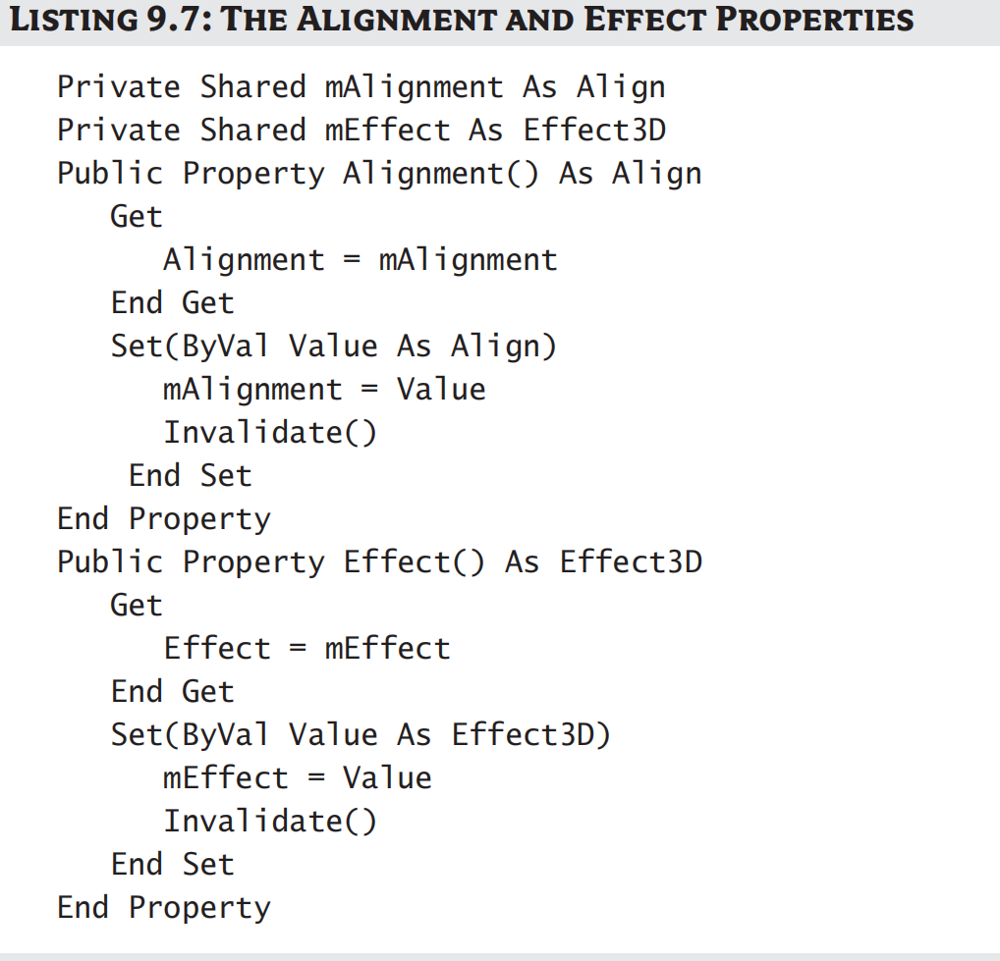 LISTING 9.7: THE ALIGNMENT AND EFFECT PROPERTIES
Private Shared mAlignment As Align
Private Shared mEffect As Effect3D
Public Property Alignment() As Align
   Get
      Alignment = mAlignment
   End Get
   Set(ByVal Value As Align)
      mAlignment = Value
      Invalidate()
    End Set
End Property
Public Property Effect() As Effect3D
   Get
      Effect = mEffect
   End Get
   Set(ByVal Value As Effect3D)
      mEffect = Value
      Invalidate()
   End Set
End Property